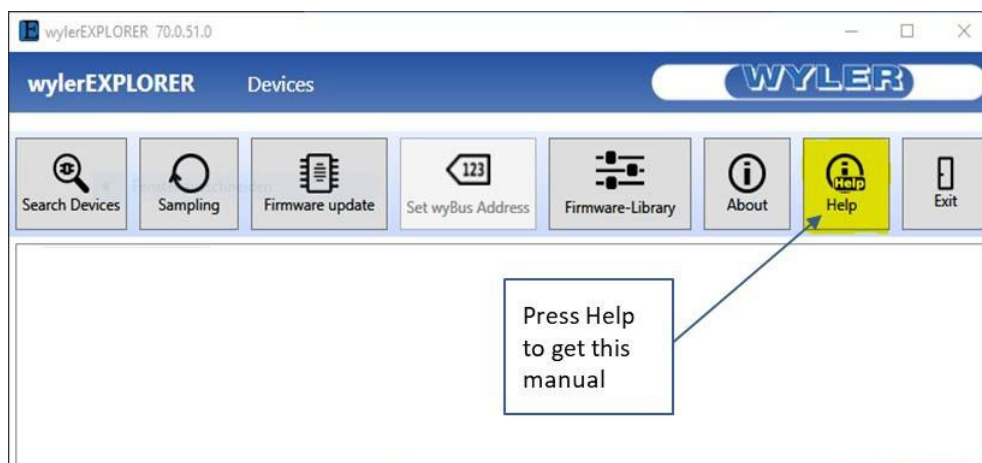 wylerEXPLORER 70.0.51.0
wylerEXPLORER Devices WYLER
123
Help
Search Devices Sampling Firmware update Set wyBus Address Firmware-Library About Help Exit
Press Help
to get this
manual